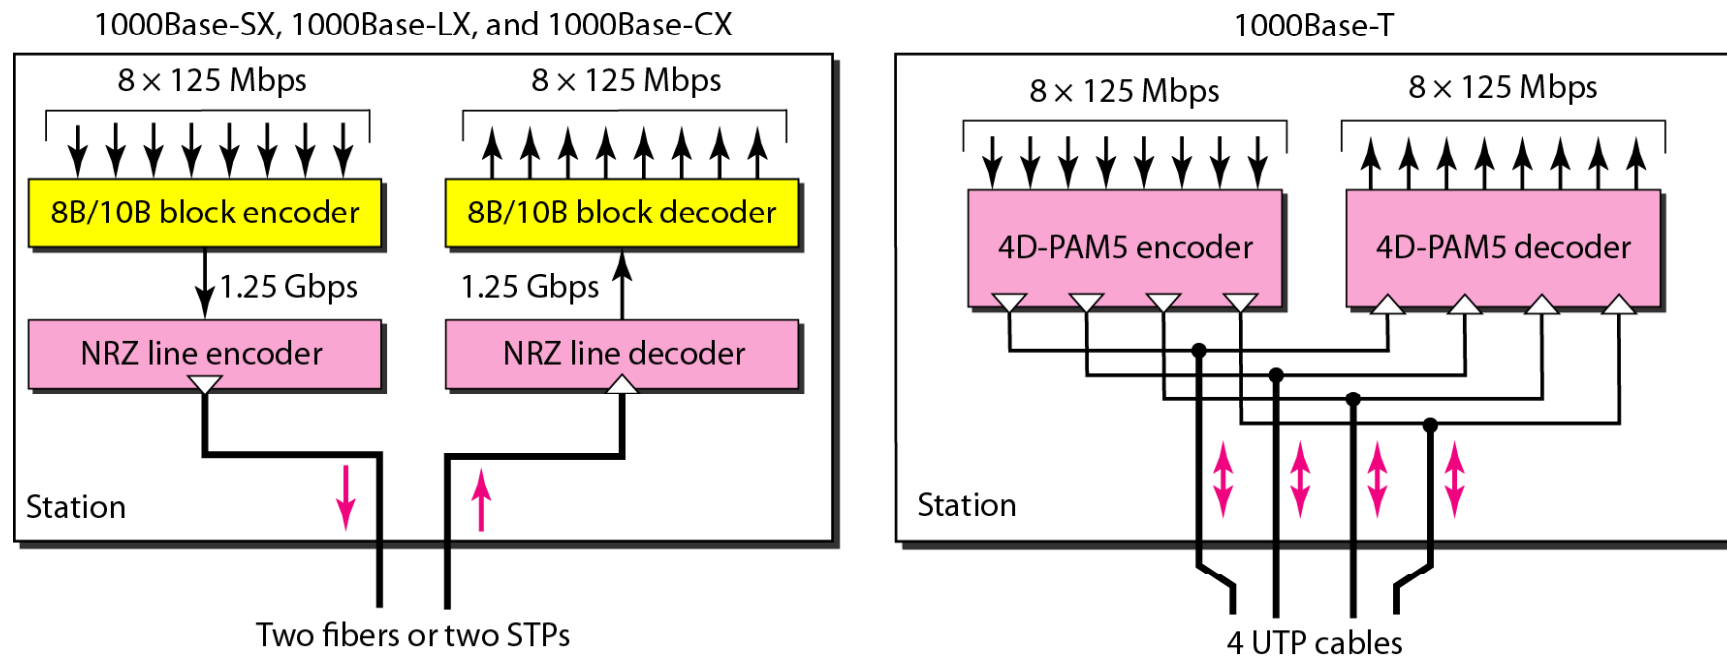 1000Base-SX, 1000Base-LX, and 1000Base-CX
8 × 125 Mbps
8 × 125 Mbps
8B/10B block encoder
8B/10B block decoder
1.25 Gbps
1.25 Gbps
NRZ line encoder
NRZ line decoder
Station
Two fibers or two STPs
1000Base-T
8 × 125 Mbps
8 × 125 Mbps
4D-PAM5 encoder
4D-PAM5 decoder
Station
4 UTP cables